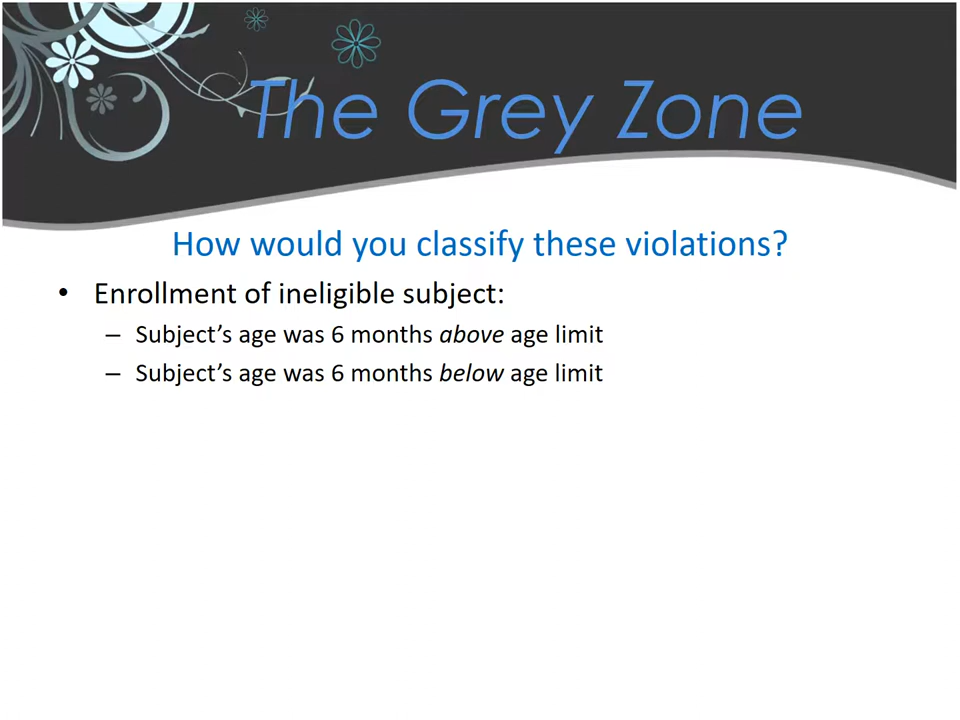 The Grey Zone
How would you classify these violations?
• Enrollment of ineligible subject:
– Subject’s age was 6 months above age limit
– Subject’s age was 6 months below age limit